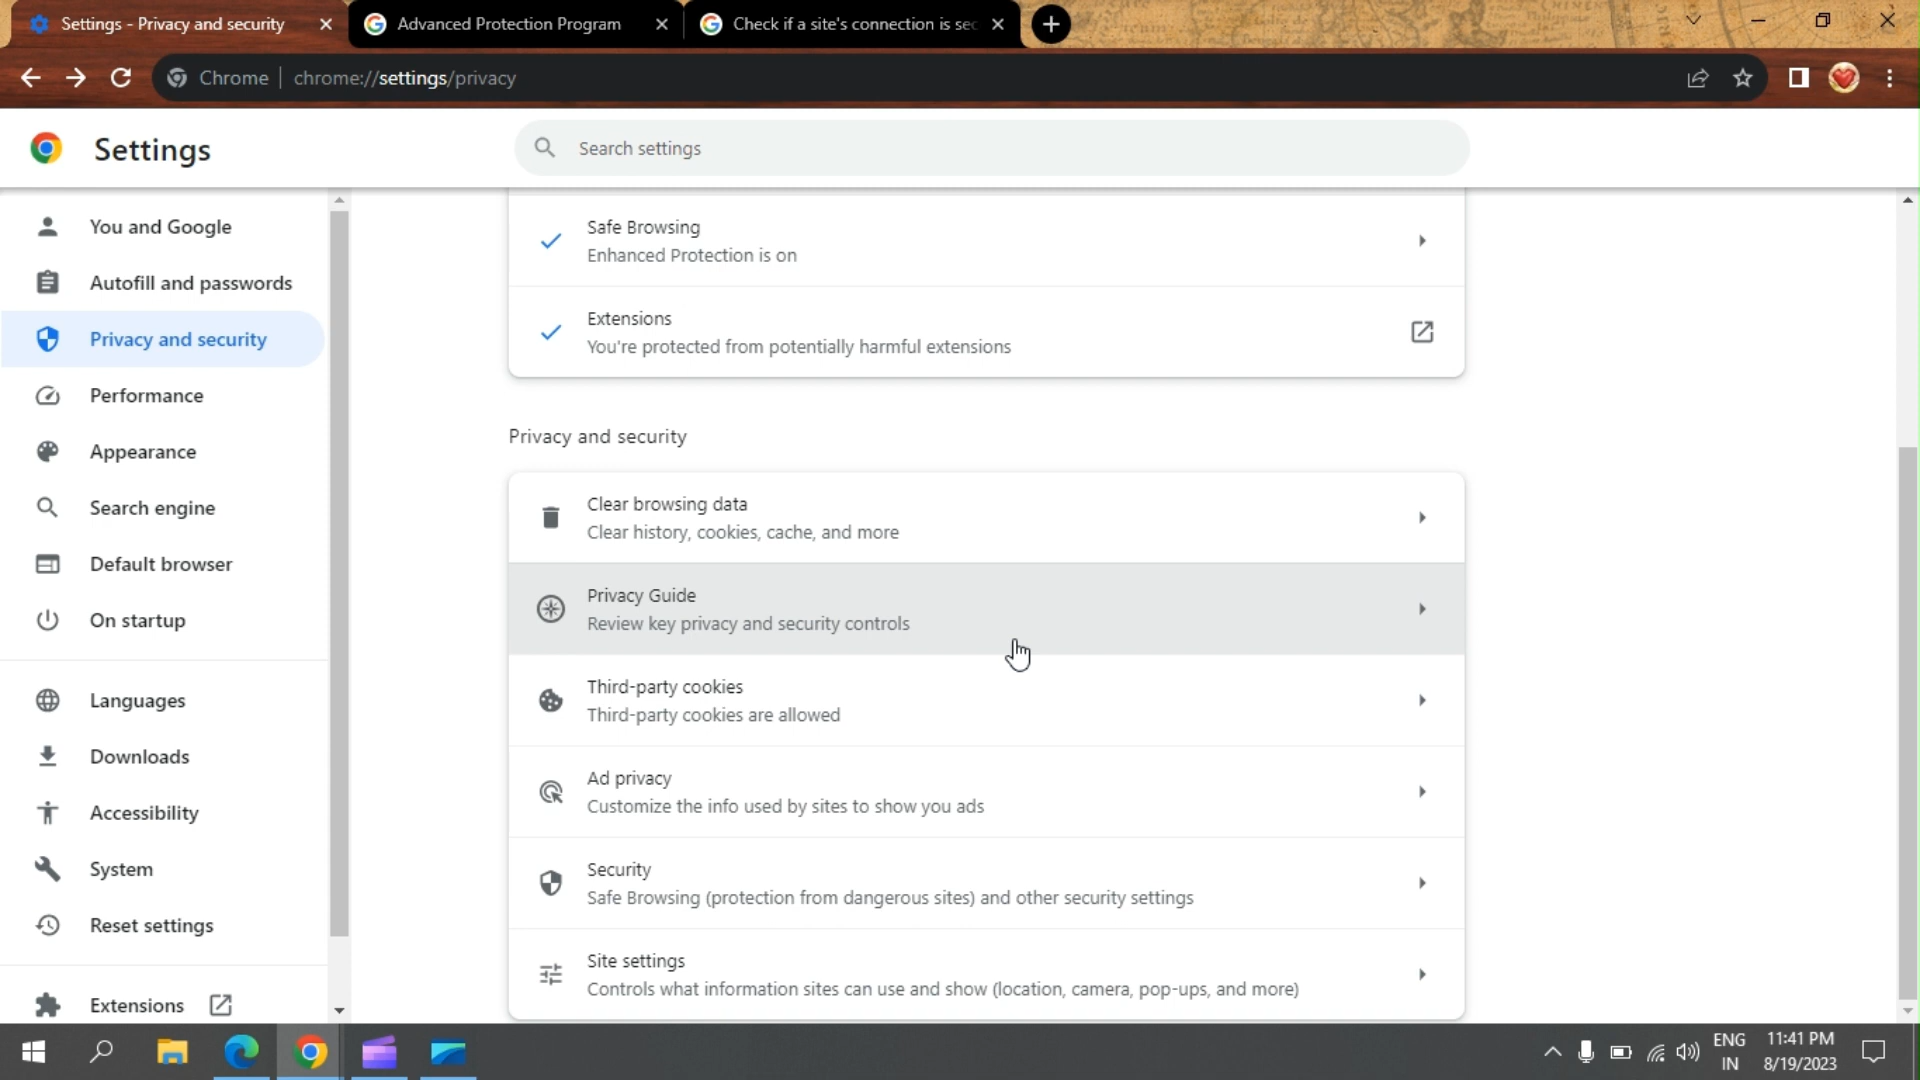 Settings - Privacy and security
Advanced Protection Program
Check if a site's connection is sec
Chrome
chrome://settings/privacy
Settings
Search settings
You and Google
Autofill and passwords
Privacy and security
Performance
Appearance
Search engine
Default browser
On startup
Languages
Downloads
Accessibility
System
Reset settings
Extensions
Safe Browsing
Enhanced Protection is on
Extensions
You're protected from potentially harmful extensions
Privacy and security
Clear browsing data
Clear history, cookies, cache, and more
Privacy Guide
Review key privacy and security controls
Third-party cookies
Third-party cookies are allowed
Ad privacy
Customize the info used by sites to show you ads
Security
Safe Browsing (protection from dangerous sites) and other security settings
Site settings
Controls what information sites can use and show (location, camera, pop-ups, and more)
ENG
IN
11:41 PM
8/19/2023